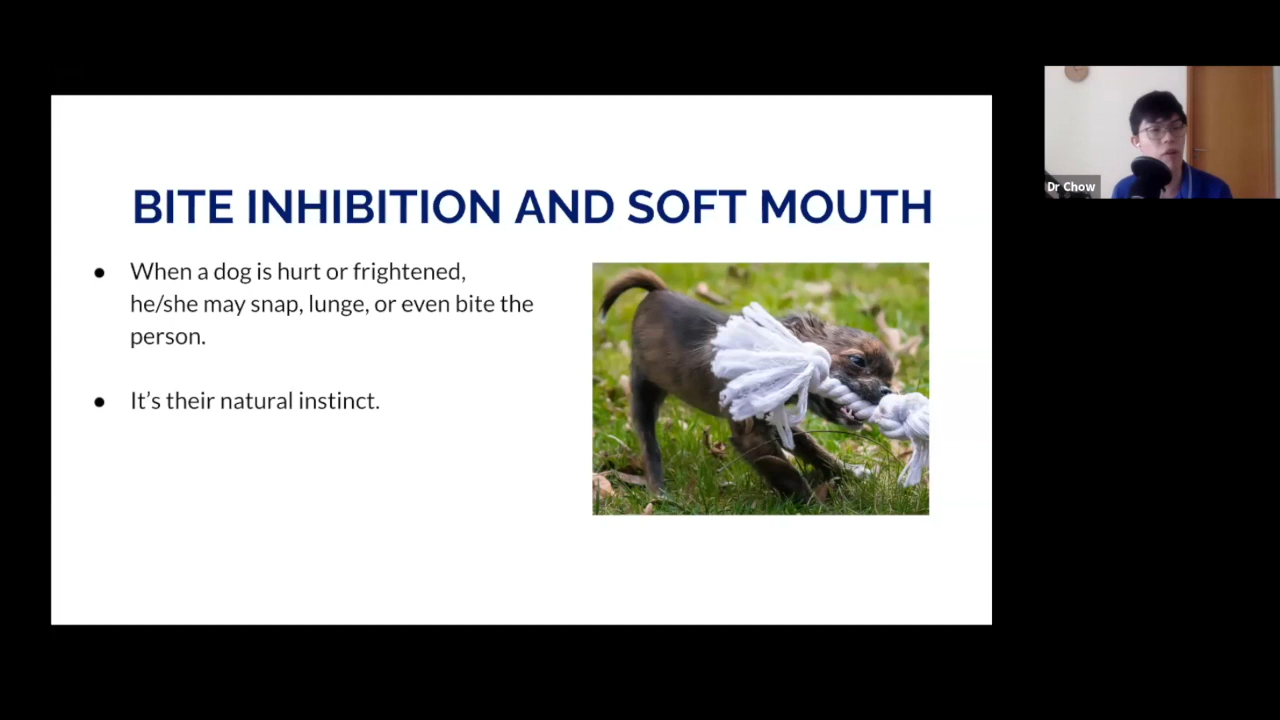 BITE INHIBITION AND SOFT MOUTH
● When a dog is hurt or frightened,
he/she may snap, lunge, or even bite the
person.
● It's their natural instinct.
Dr Chow